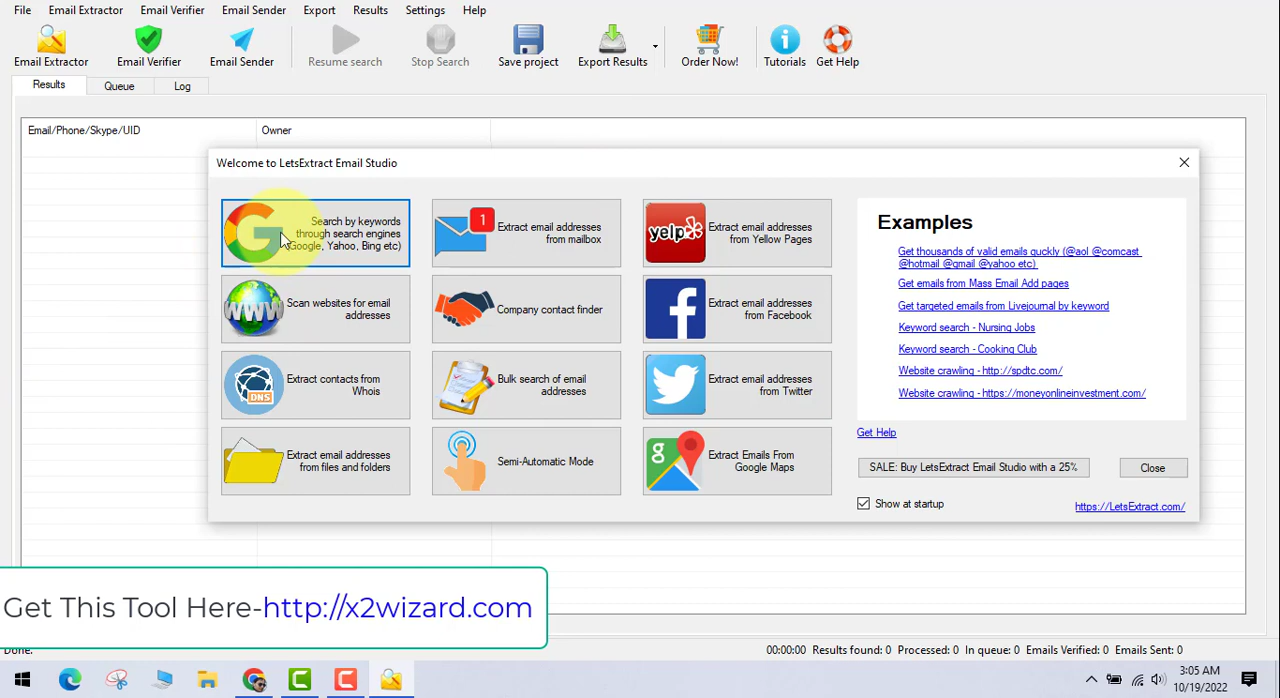 File Email Extractor Email Verifier Email Sender Export Results Settings Help
Email Extractor Email Verifier Email Sender Resume search Stop Search Save project Export Results Order Now! Tutorials Get Help
Results Queue Log
Email/Phone/Skype/UID Owner
Welcome to LetsExtract Email Studio
Search by keywords
through search engines
(Google, Yahoo, Bing etc)
1
Extract email addresses
from mailbox
yelp
Extract email addresses
from Yellow Pages
WWW
Scan websites for email
addresses
Company contact finder
f
Extract email addresses
from Facebook
DNS
Extract contacts from
Whois
Bulk search of email
addresses
Extract email addresses
from Twitter
Extract email addresses
from files and folders
Semi-Automatic Mode
g
Extract Emails From
Google Maps
Examples
Get thousands of valid emails quckly (@aol @comcast
@hotmail @gmail @yahoo etc)
Get emails from Mass Email Add pages
Get targeted emails from Livejournal by keyword
Keyword search - Nursing Jobs
Keyword search - Cooking Club
Website crawling - http://spdtc.com/
Website crawling - https://moneyonlineinvestment.com/
Get Help
SALE: Buy LetsExtract Email Studio with a 25%
Close
Show at startup
https://LetsExtract.com/
Get This Tool Here-http://x2wizard.com
Done.
00:00:00 Results found: 0 Processed: 0 In queue: 0 Emails Verified: 0 Emails Sent: 0
3:05 AM
10/19/2022